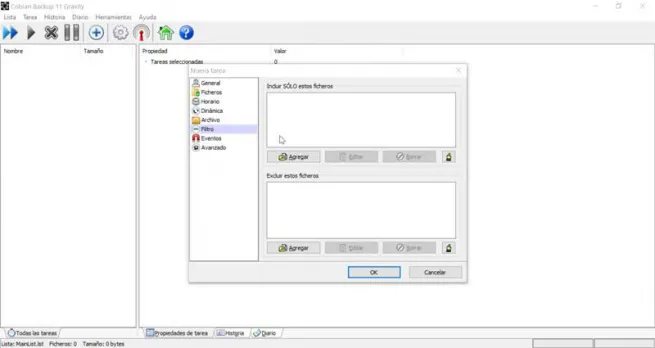 Cobian Backup 11 Gravity
Lista Tarea Historia Diario Herramientas Ayuda
Nombre Tamaño Propiedad Valor
Tareas seleccionadas 0
Nueva tarea
General
Ficheros
Horario
Dinámica
Archivo
Filtro
Eventos
Avanzado
Incluir SÓLO estos ficheros
Agregar Editar Borrar
Excluir estos ficheros
Agregar Editar Borrar
OK Cancelar
Todas las tareas Propiedades de tarea Historia Diario
Lista: MainList.lst Ficheros: 0 Tamaño: 0 bytes